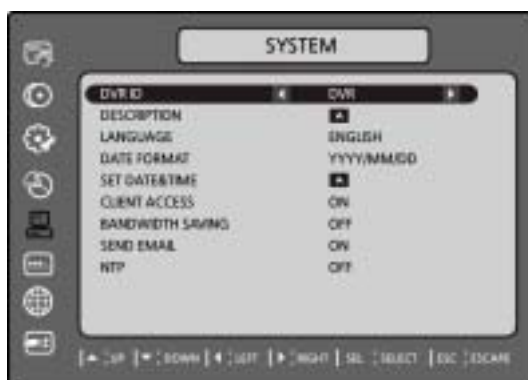 SYSTEM
DVR ID DVR
DESCRIPTION
LANGUAGE ENGLISH
DATE FORMAT YYYY/MM/DD
SET DATE&TIME
CLIENT ACCESS ON
BANDWIDTH SAVING OFF
SEND EMAIL ON
NTP OFF
UP DOWN LEFT RIGHT SEL SELECT ESC ESCAPE